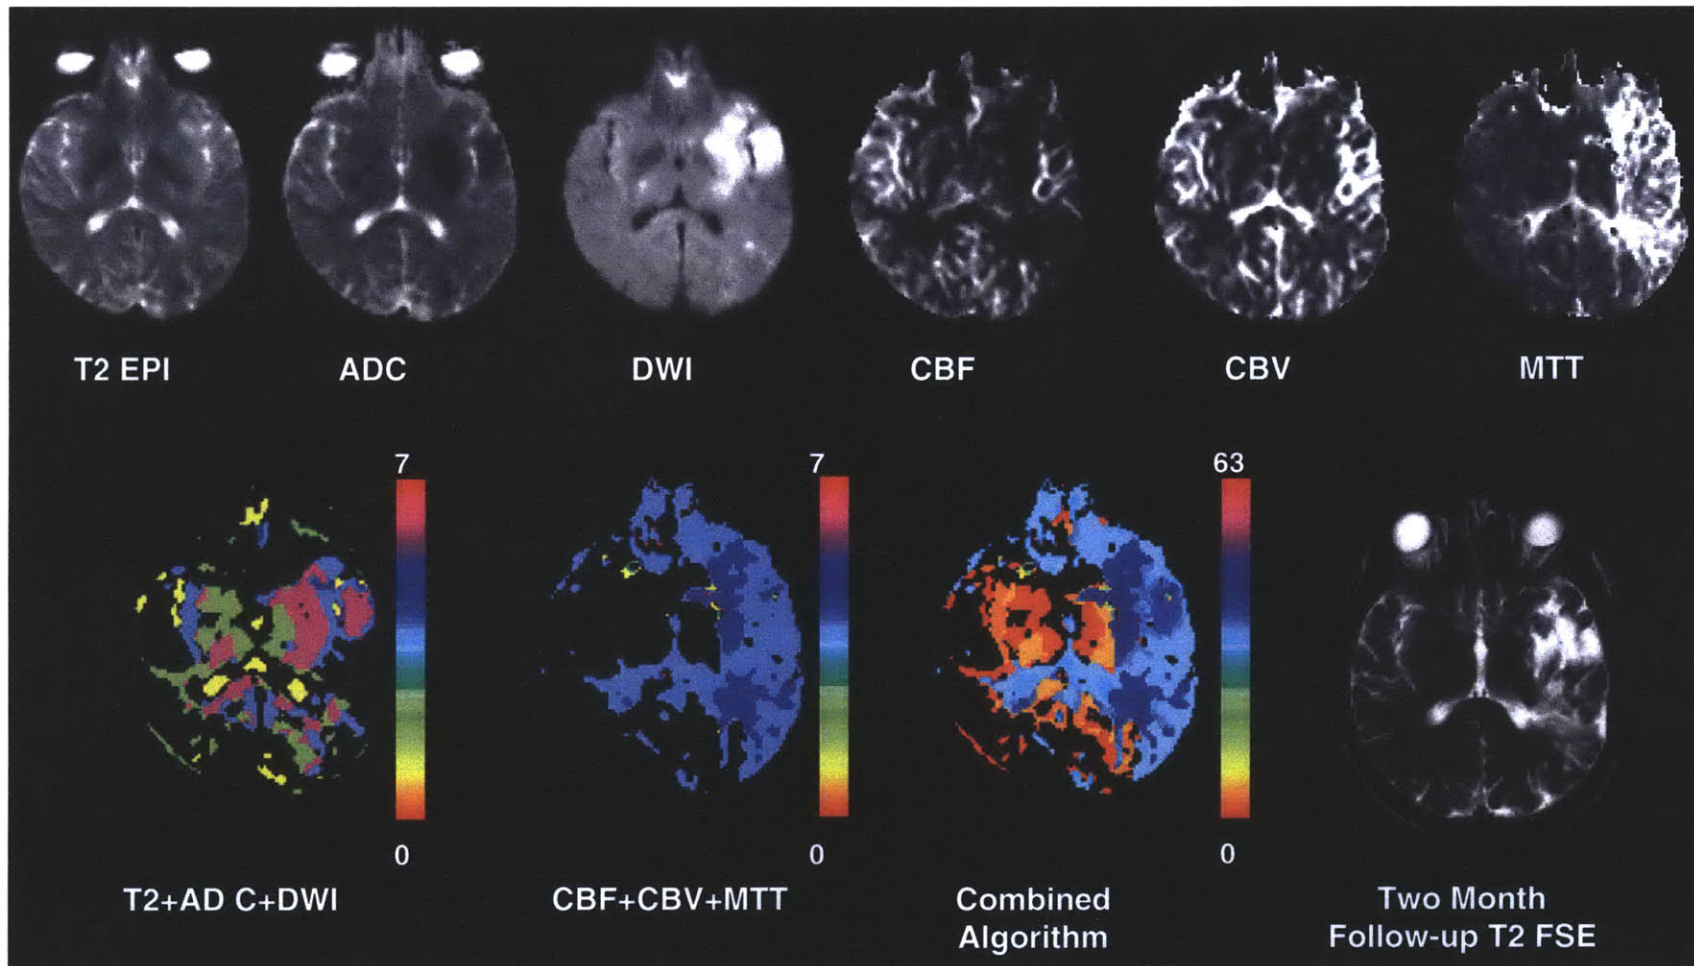 T2 EPI
ADC
DWI
CBF
CBV
MTT
7
7
63
0
0
0
T2+AD C+DWI
CBF+CBV+MTT
Combined
Algorithm
Two Month
Follow-up T2 FSE